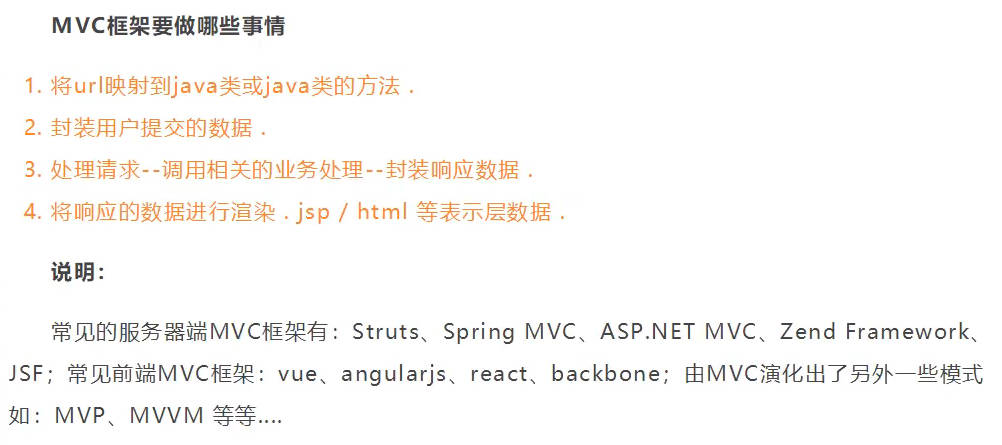 MVC框架要做哪些事情
1. 将url映射到java类或java类的方法 .
2. 封装用户提交的数据 .
3. 处理请求--调用相关的业务处理--封装响应数据 .
4. 将响应的数据进行渲染 . jsp / html 等表示层数据 .
说明：
常见的服务器端MVC框架有：Struts、Spring MVC、ASP.NET MVC、Zend Framework、
JSF；常见前端MVC框架：vue、angularjs、react、backbone；由MVC演化出了另外一些模式
如：MVP、MVVM 等等....